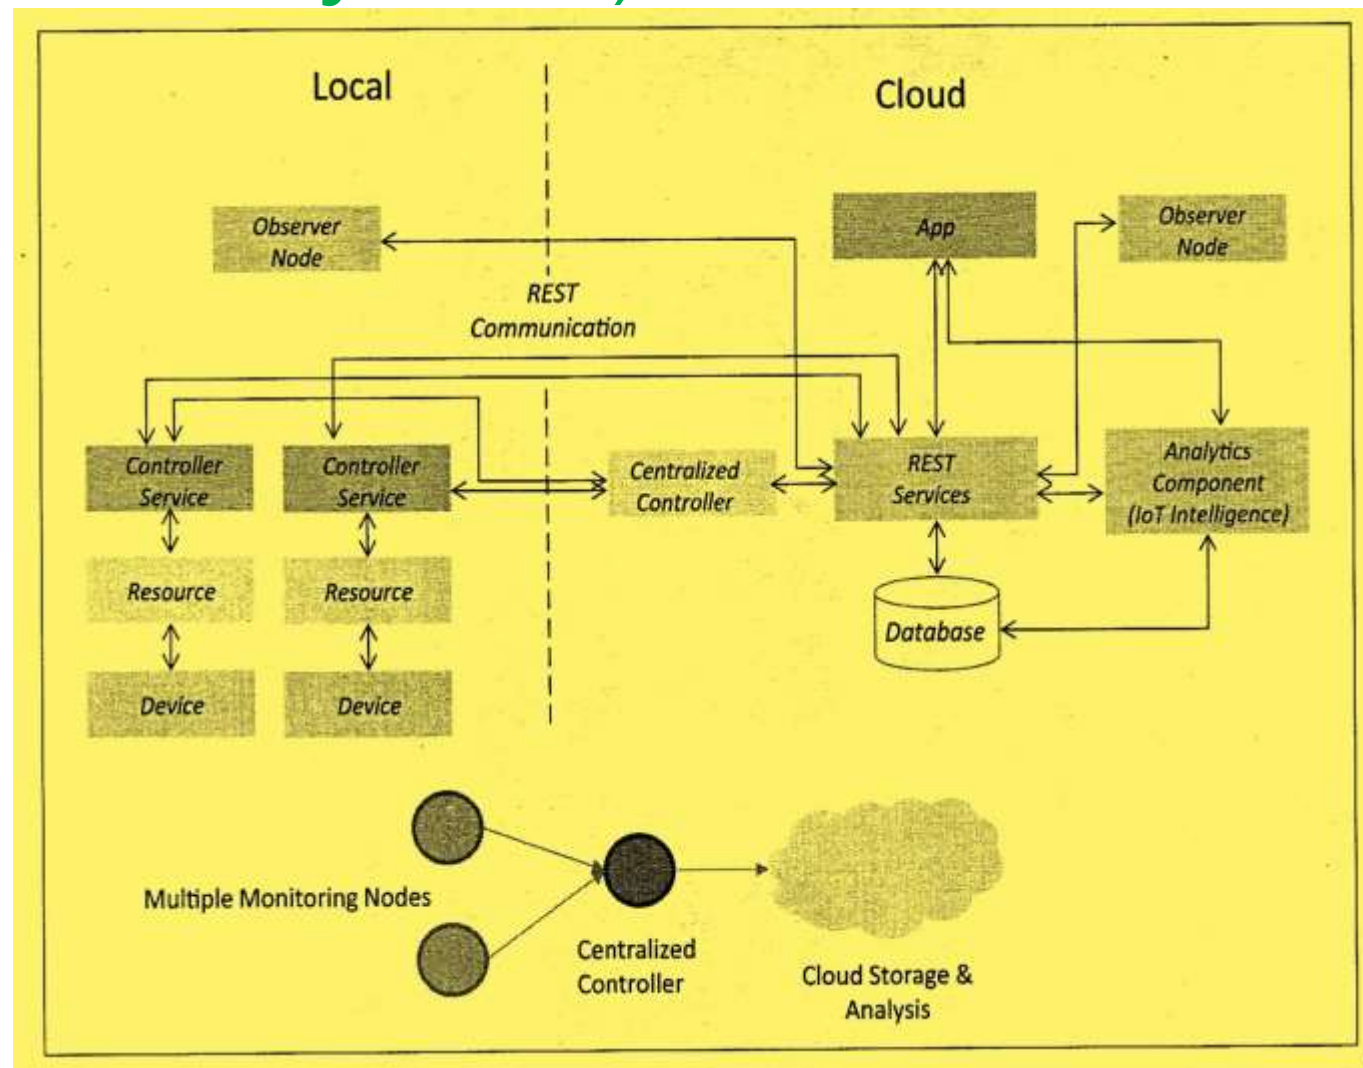 Local
Cloud
Observer
Node
App
Observer
Node
REST
Communication
Controller
Service
Controller
Service
Centralized
Controller
REST
Services
Analytics
Component
(IoT Intelligence)
Resource
Resource
Database
Device
Device
Multiple Monitoring Nodes
Centralized
Controller
Cloud Storage &
Analysis